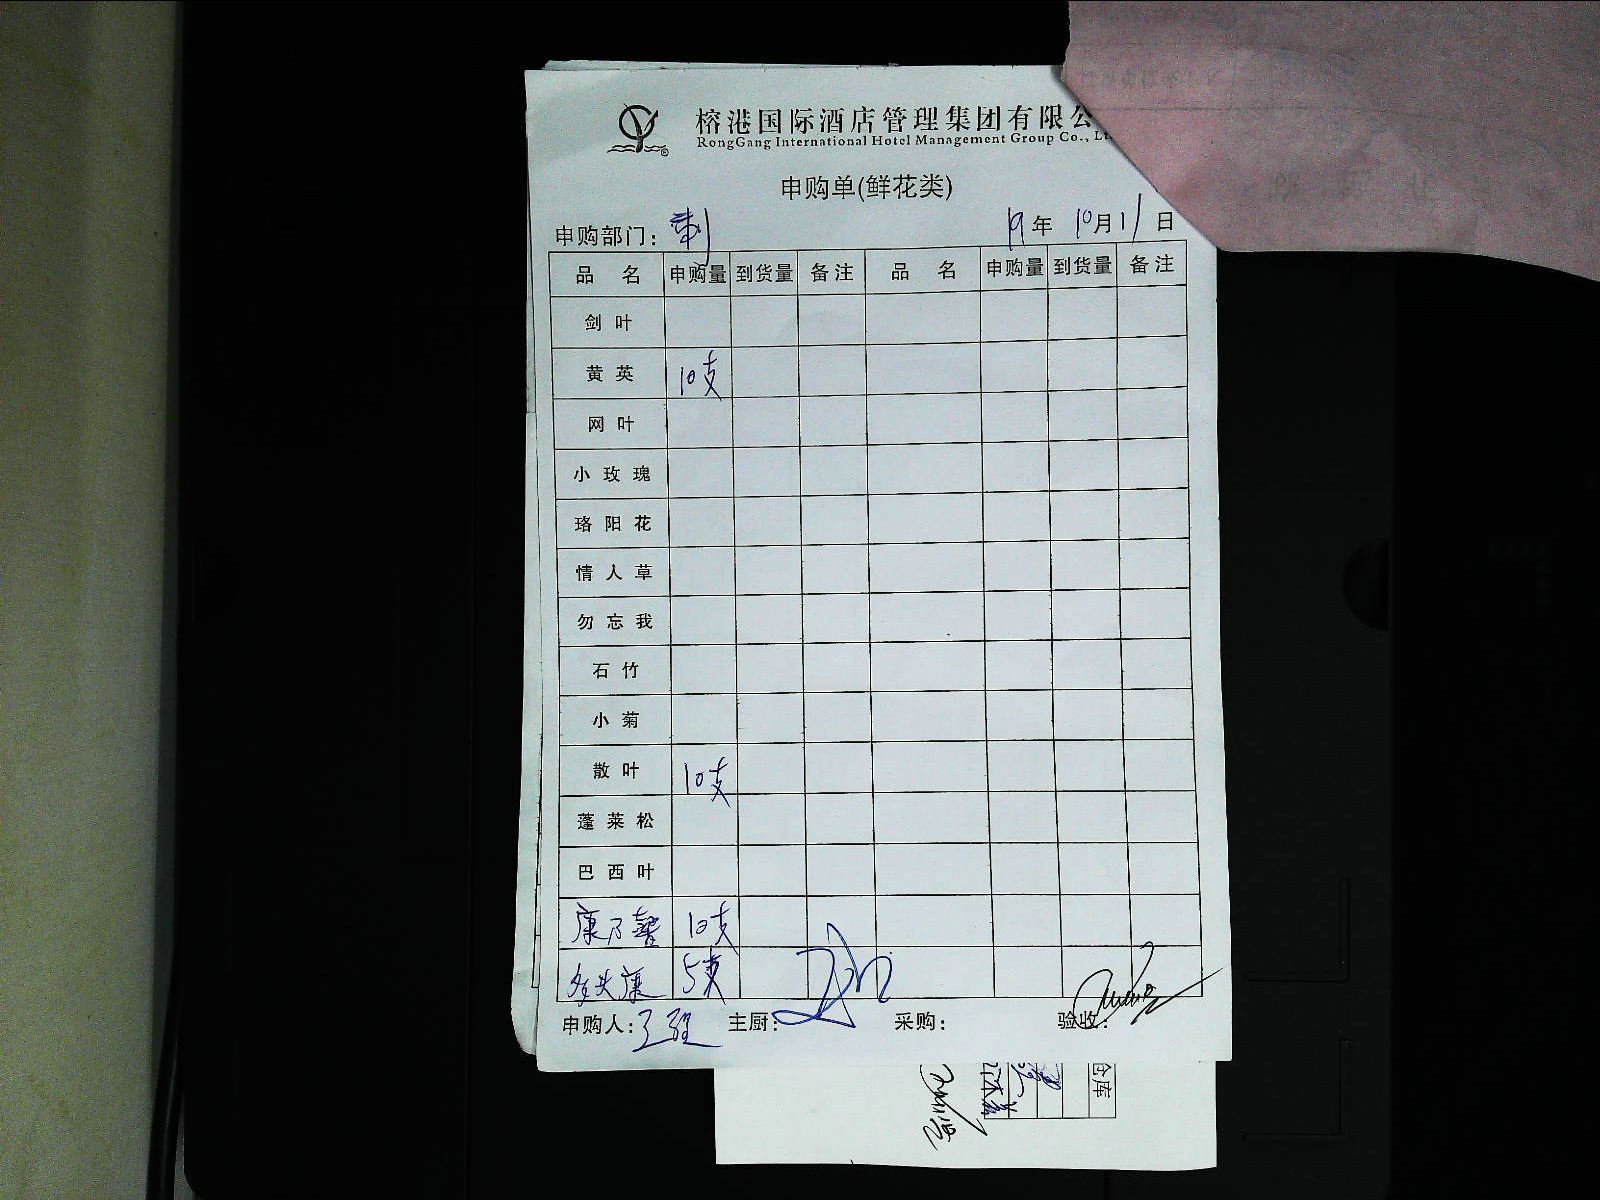 榕港国际酒店管理集团有限公
RongGang International Hotel Management Group Co., Lt
申购单(鲜花类)
申购部门：刺 19年 10月11日
品 名 申购量 到货量 备注 品 名 申购量 到货量 备注
剑叶
黄英 10支
网叶
小玫瑰
珞阳花
情人草
勿忘我
石竹
小菊
散叶 10支
蓬莱松
巴西叶
康乃馨 10支
5支
申购人： 主厨： 采购： 验收：
仓库